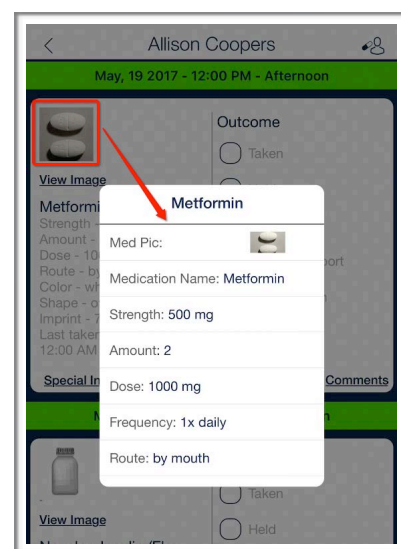 Allison Coopers
May, 19 2017 - 12:00 PM - Afternoon
Outcome
Taken
View Image
Metformi
Strength -
Amount -
Dose - 10
Route - by
Color - wh
Shape - o
Imprint - 7
Last taken
12:00 AM
port
Special In
Comments
Metformin
Med Pic:
Medication Name: Metformin
Strength: 500 mg
Amount: 2
Dose: 1000 mg
Frequency: 1x daily
Route: by mouth
Taken
View Image
Held